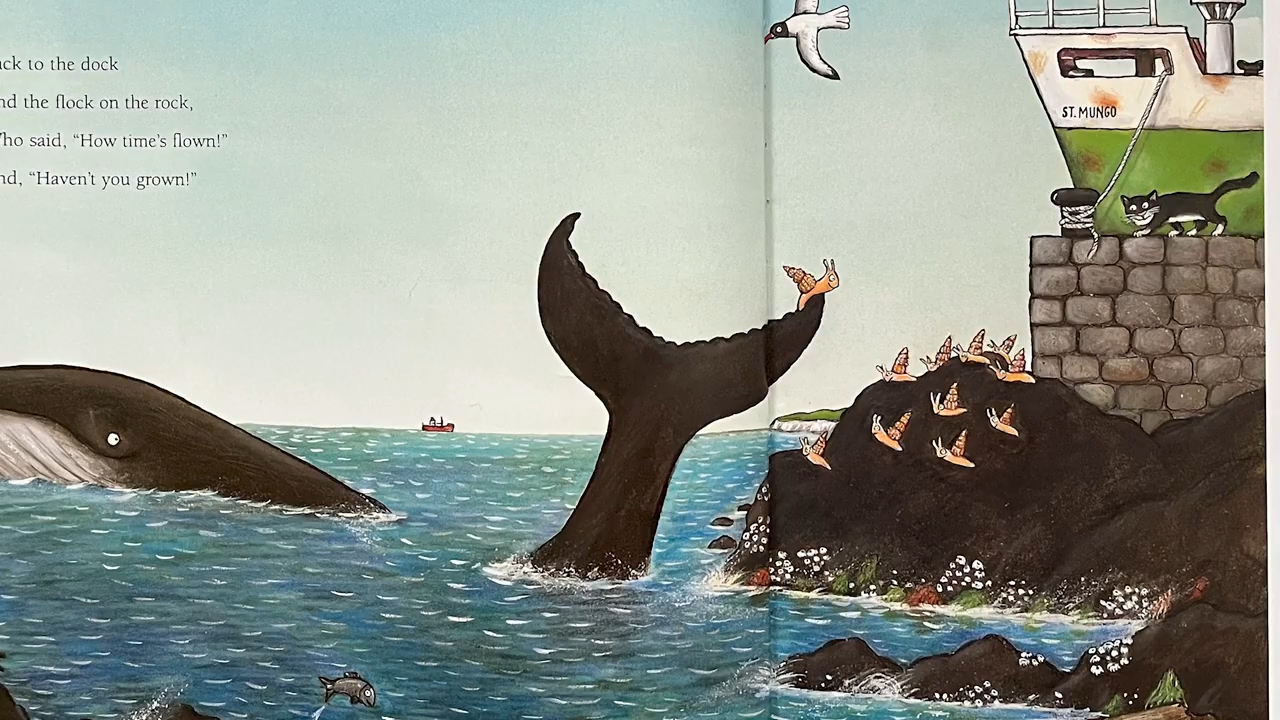 ack to the dock
nd the flock on the rock,
ho said, “How time’s flown!”
nd, “Haven’t you grown!”
ST. MUNGO